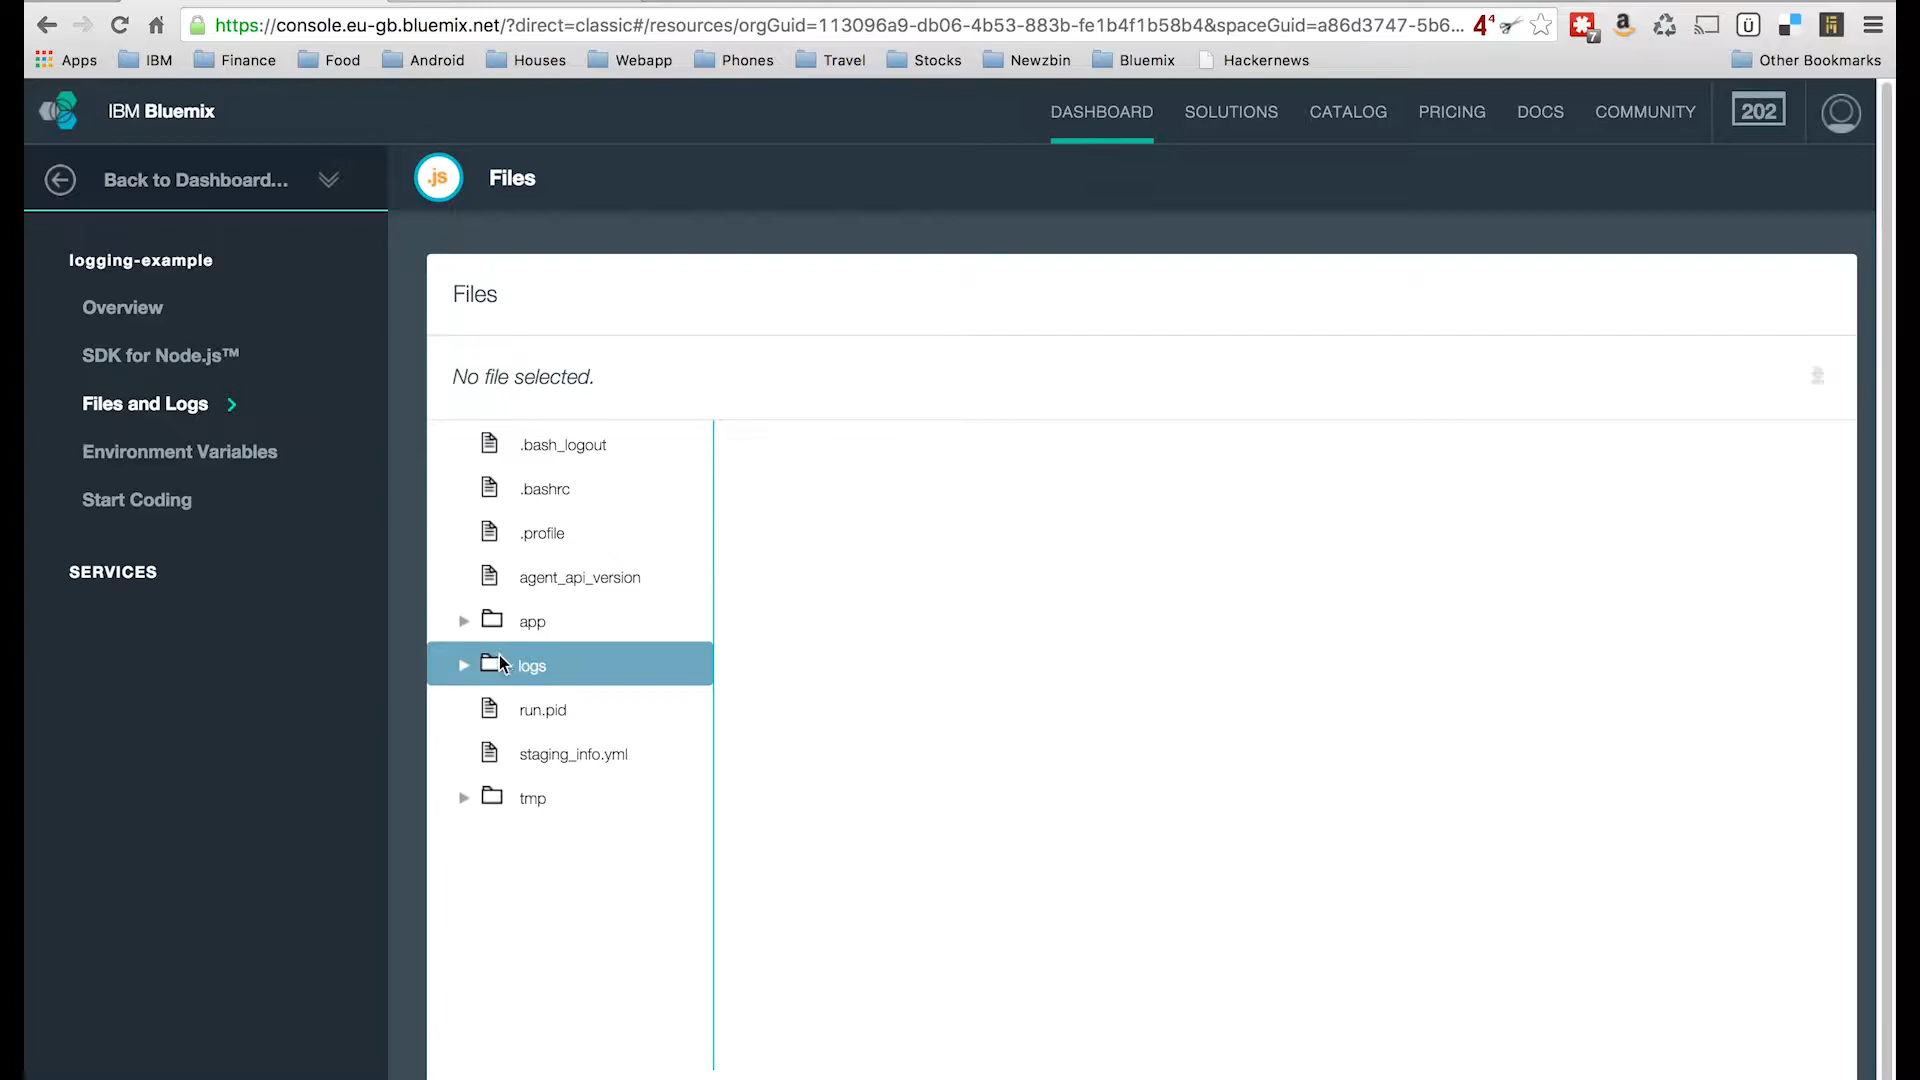 https://console.eu-gb.bluemix.net/?direct=classic#/resources/orgGuid=113096a9-db06-4b53-883b-fe1b4f1b58b4&spaceGuid=a86d3747-5b6...
4⁴
7
a
Ü
Apps
IBM
Finance
Food
Android
Houses
Webapp
Phones
Travel
Stocks
Newzbin
Bluemix
Hackernews
Other Bookmarks
IBM Bluemix
DASHBOARD
SOLUTIONS
CATALOG
PRICING
DOCS
COMMUNITY
202
Back to Dashboard...
.js
Files
logging-example
Overview
SDK for Node.js™
Files and Logs
Environment Variables
Start Coding
SERVICES
Files
No file selected.
.bash_logout
.bashrc
.profile
agent_api_version
app
logs
run.pid
staging_info.yml
tmp